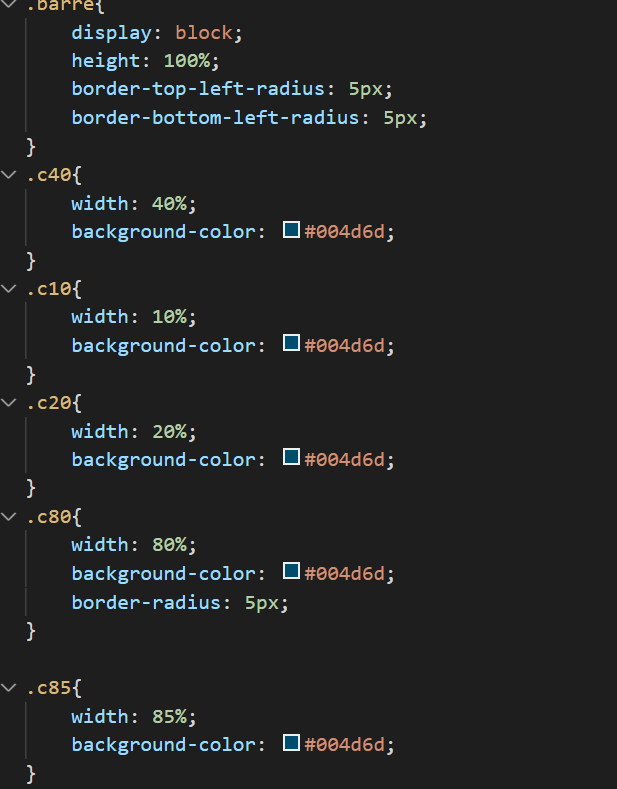 .barre{
display: block;
height: 100%;
border-top-left-radius: 5px;
border-bottom-left-radius: 5px;
}
.c40{
width: 40%;
background-color: #004d6d;
}
.c10{
width: 10%;
background-color: #004d6d;
}
.c20{
width: 20%;
background-color: #004d6d;
}
.c80{
width: 80%;
background-color: #004d6d;
border-radius: 5px;
}
.c85{
width: 85%;
background-color: #004d6d;
}